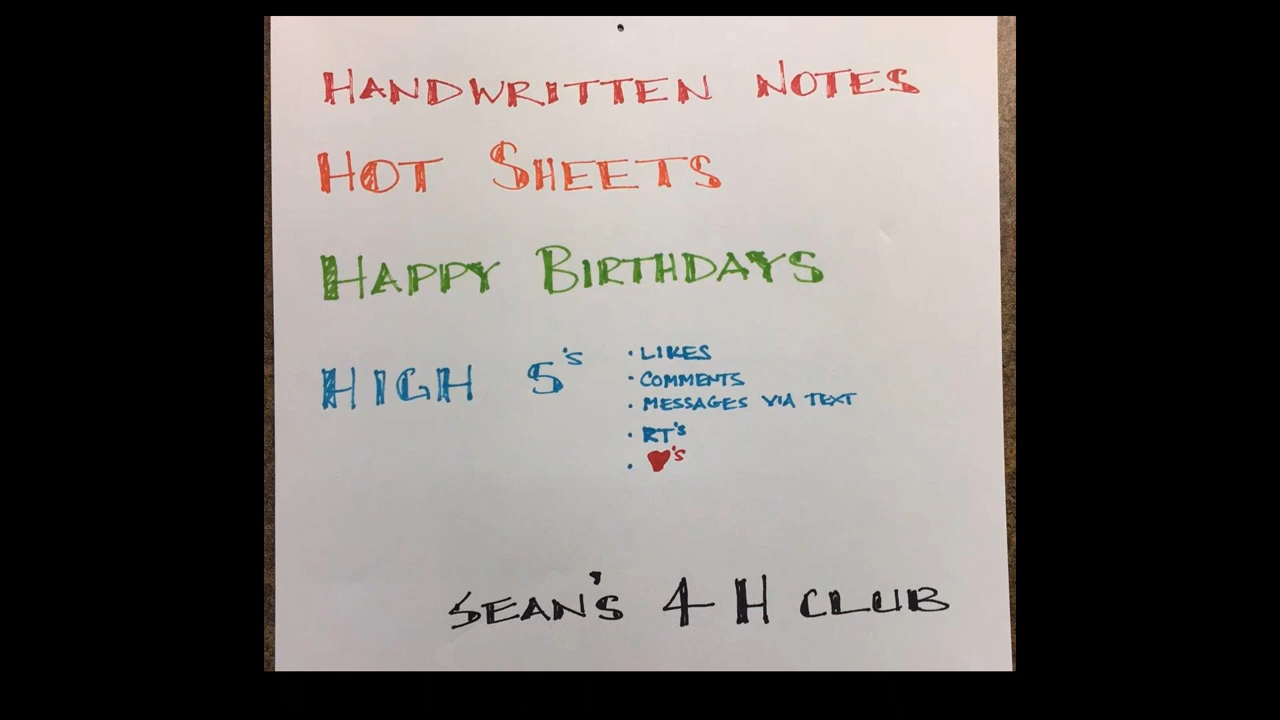 HANDWRITTEN NOTES
HOT SHEETS
HAPPY BIRTHDAYS
HIGH 5's
• LIKES
• COMMENTS
• MESSAGES VIA TEXT
• RT's
• ♥'s
SEAN'S 4 H CLUB